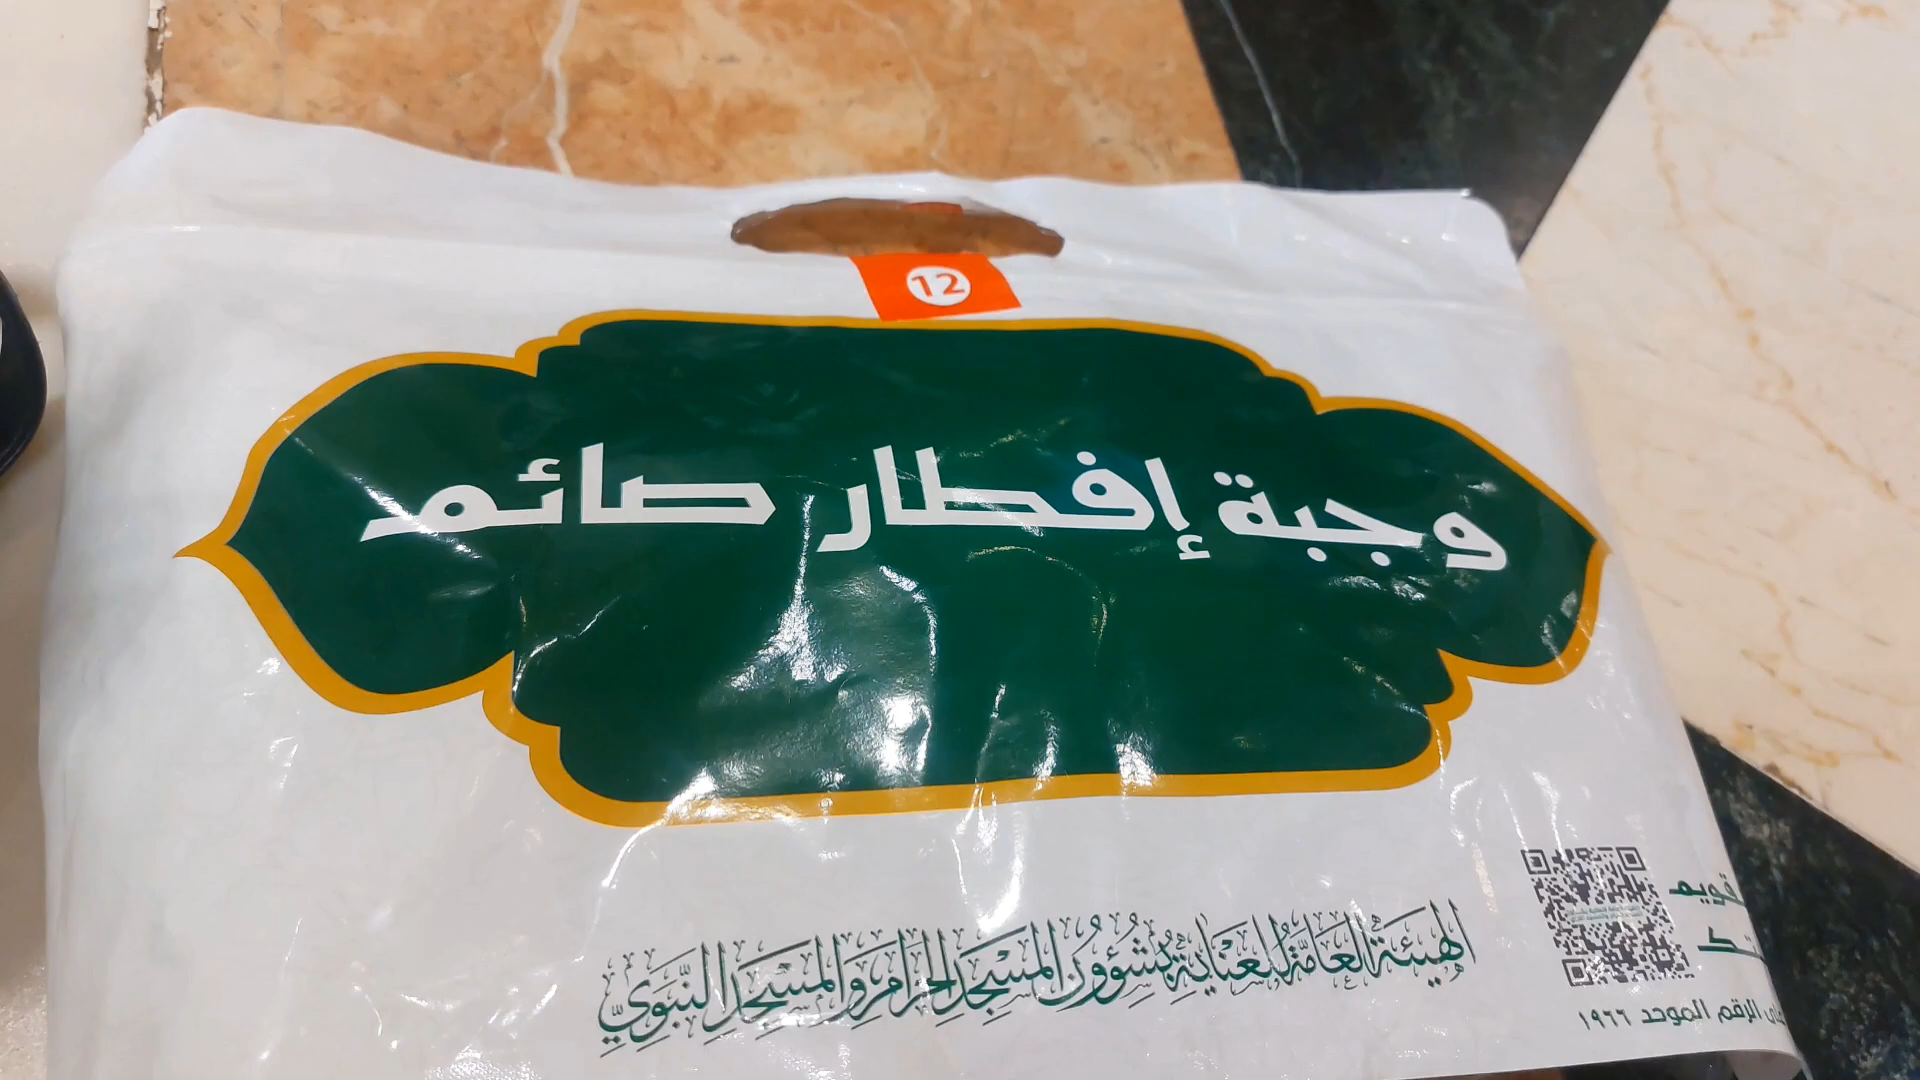 12
وجبة إفطار صائم
الهيئة العامة للعناية بشؤون المسجد الحرام والمسجد النبوي
الرقم الموحد ١٩٦٦